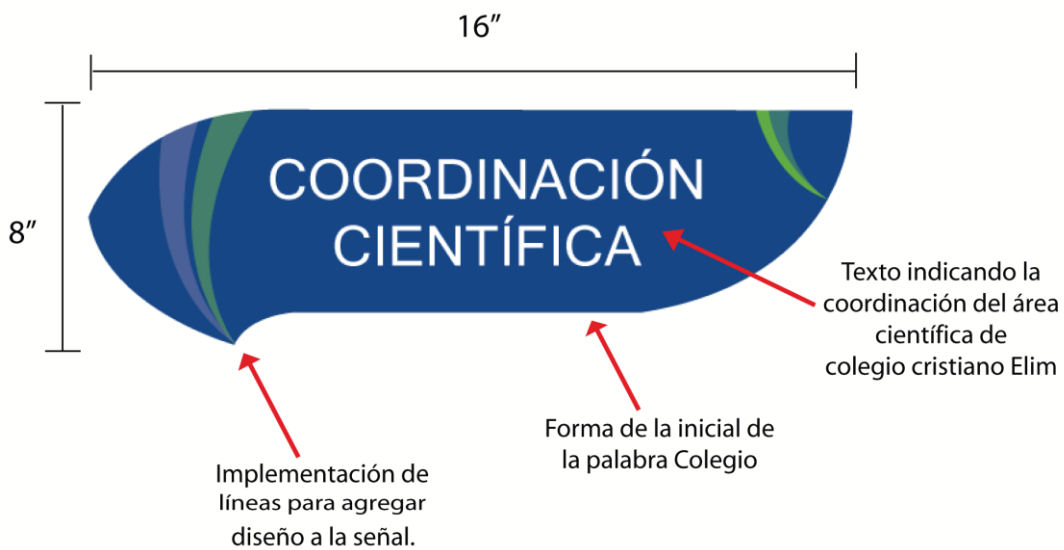 16”
8”
COORDINACIÓN
CIENTÍFICA
Texto indicando la
coordinación del área
científica de
colegio cristiano Elim
Forma de la inicial de
la palabra Colegio
Implementación de
líneas para agregar
diseño a la señal.